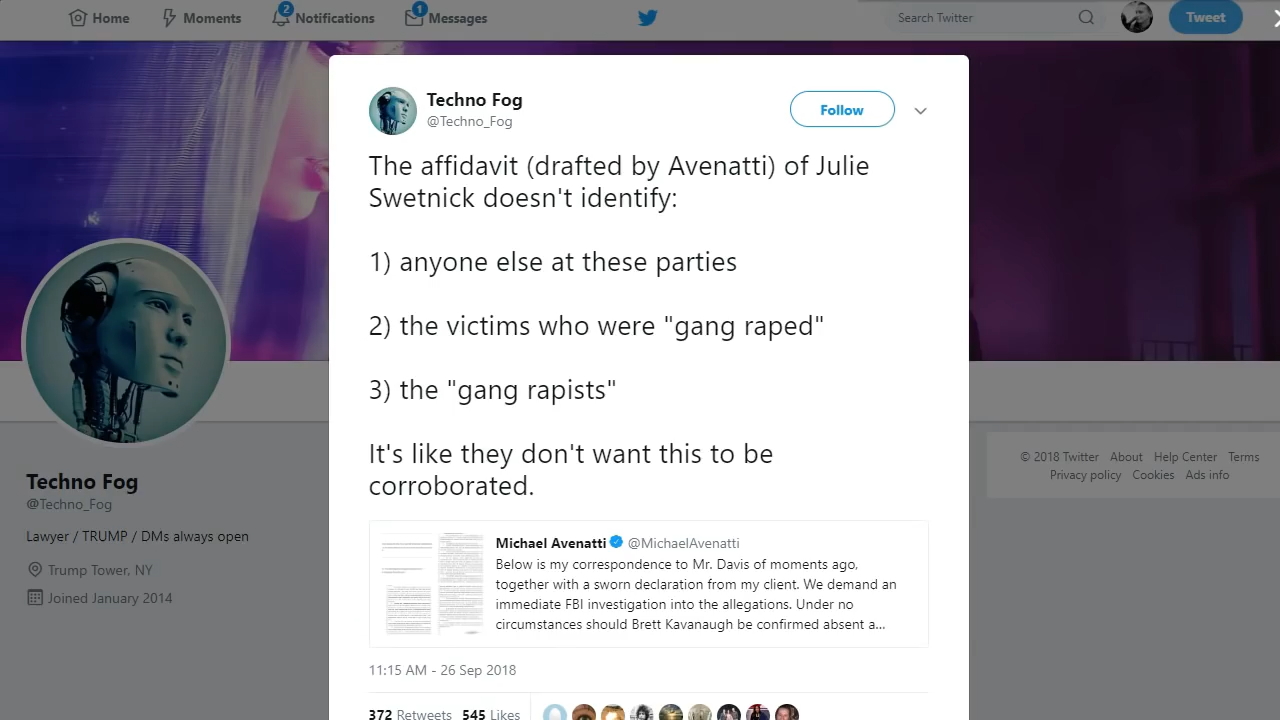 Home Moments 2 Notifications 1 Messages Search Twitter Tweet
Techno Fog
@Techno_Fog
Follow
The affidavit (drafted by Avenatti) of Julie
Swetnick doesn't identify:
1) anyone else at these parties
2) the victims who were "gang raped"
3) the "gang rapists"
It's like they don't want this to be
corroborated.
Michael Avenatti @MichaelAvenatti
Below is my correspondence to Mr. Davis of moments ago,
together with a sworn declaration from my client. We demand an
immediate FBI investigation into the allegations. Under no
circumstances should Brett Kavanaugh be confirmed absent a...
11:15 AM - 26 Sep 2018
372 Retweets 545 Likes
Techno Fog
@Techno_Fog
Lawyer / TRUMP / DMs always open
Trump Tower, NY
Joined January 2014
© 2018 Twitter About Help Center Terms
Privacy policy Cookies Ads info